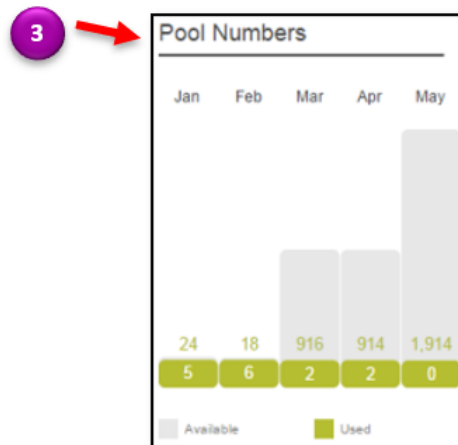 3
Pool Numbers
Jan Feb Mar Apr May
24 18 916 914 1,914
5 6 2 2 0
Available Used